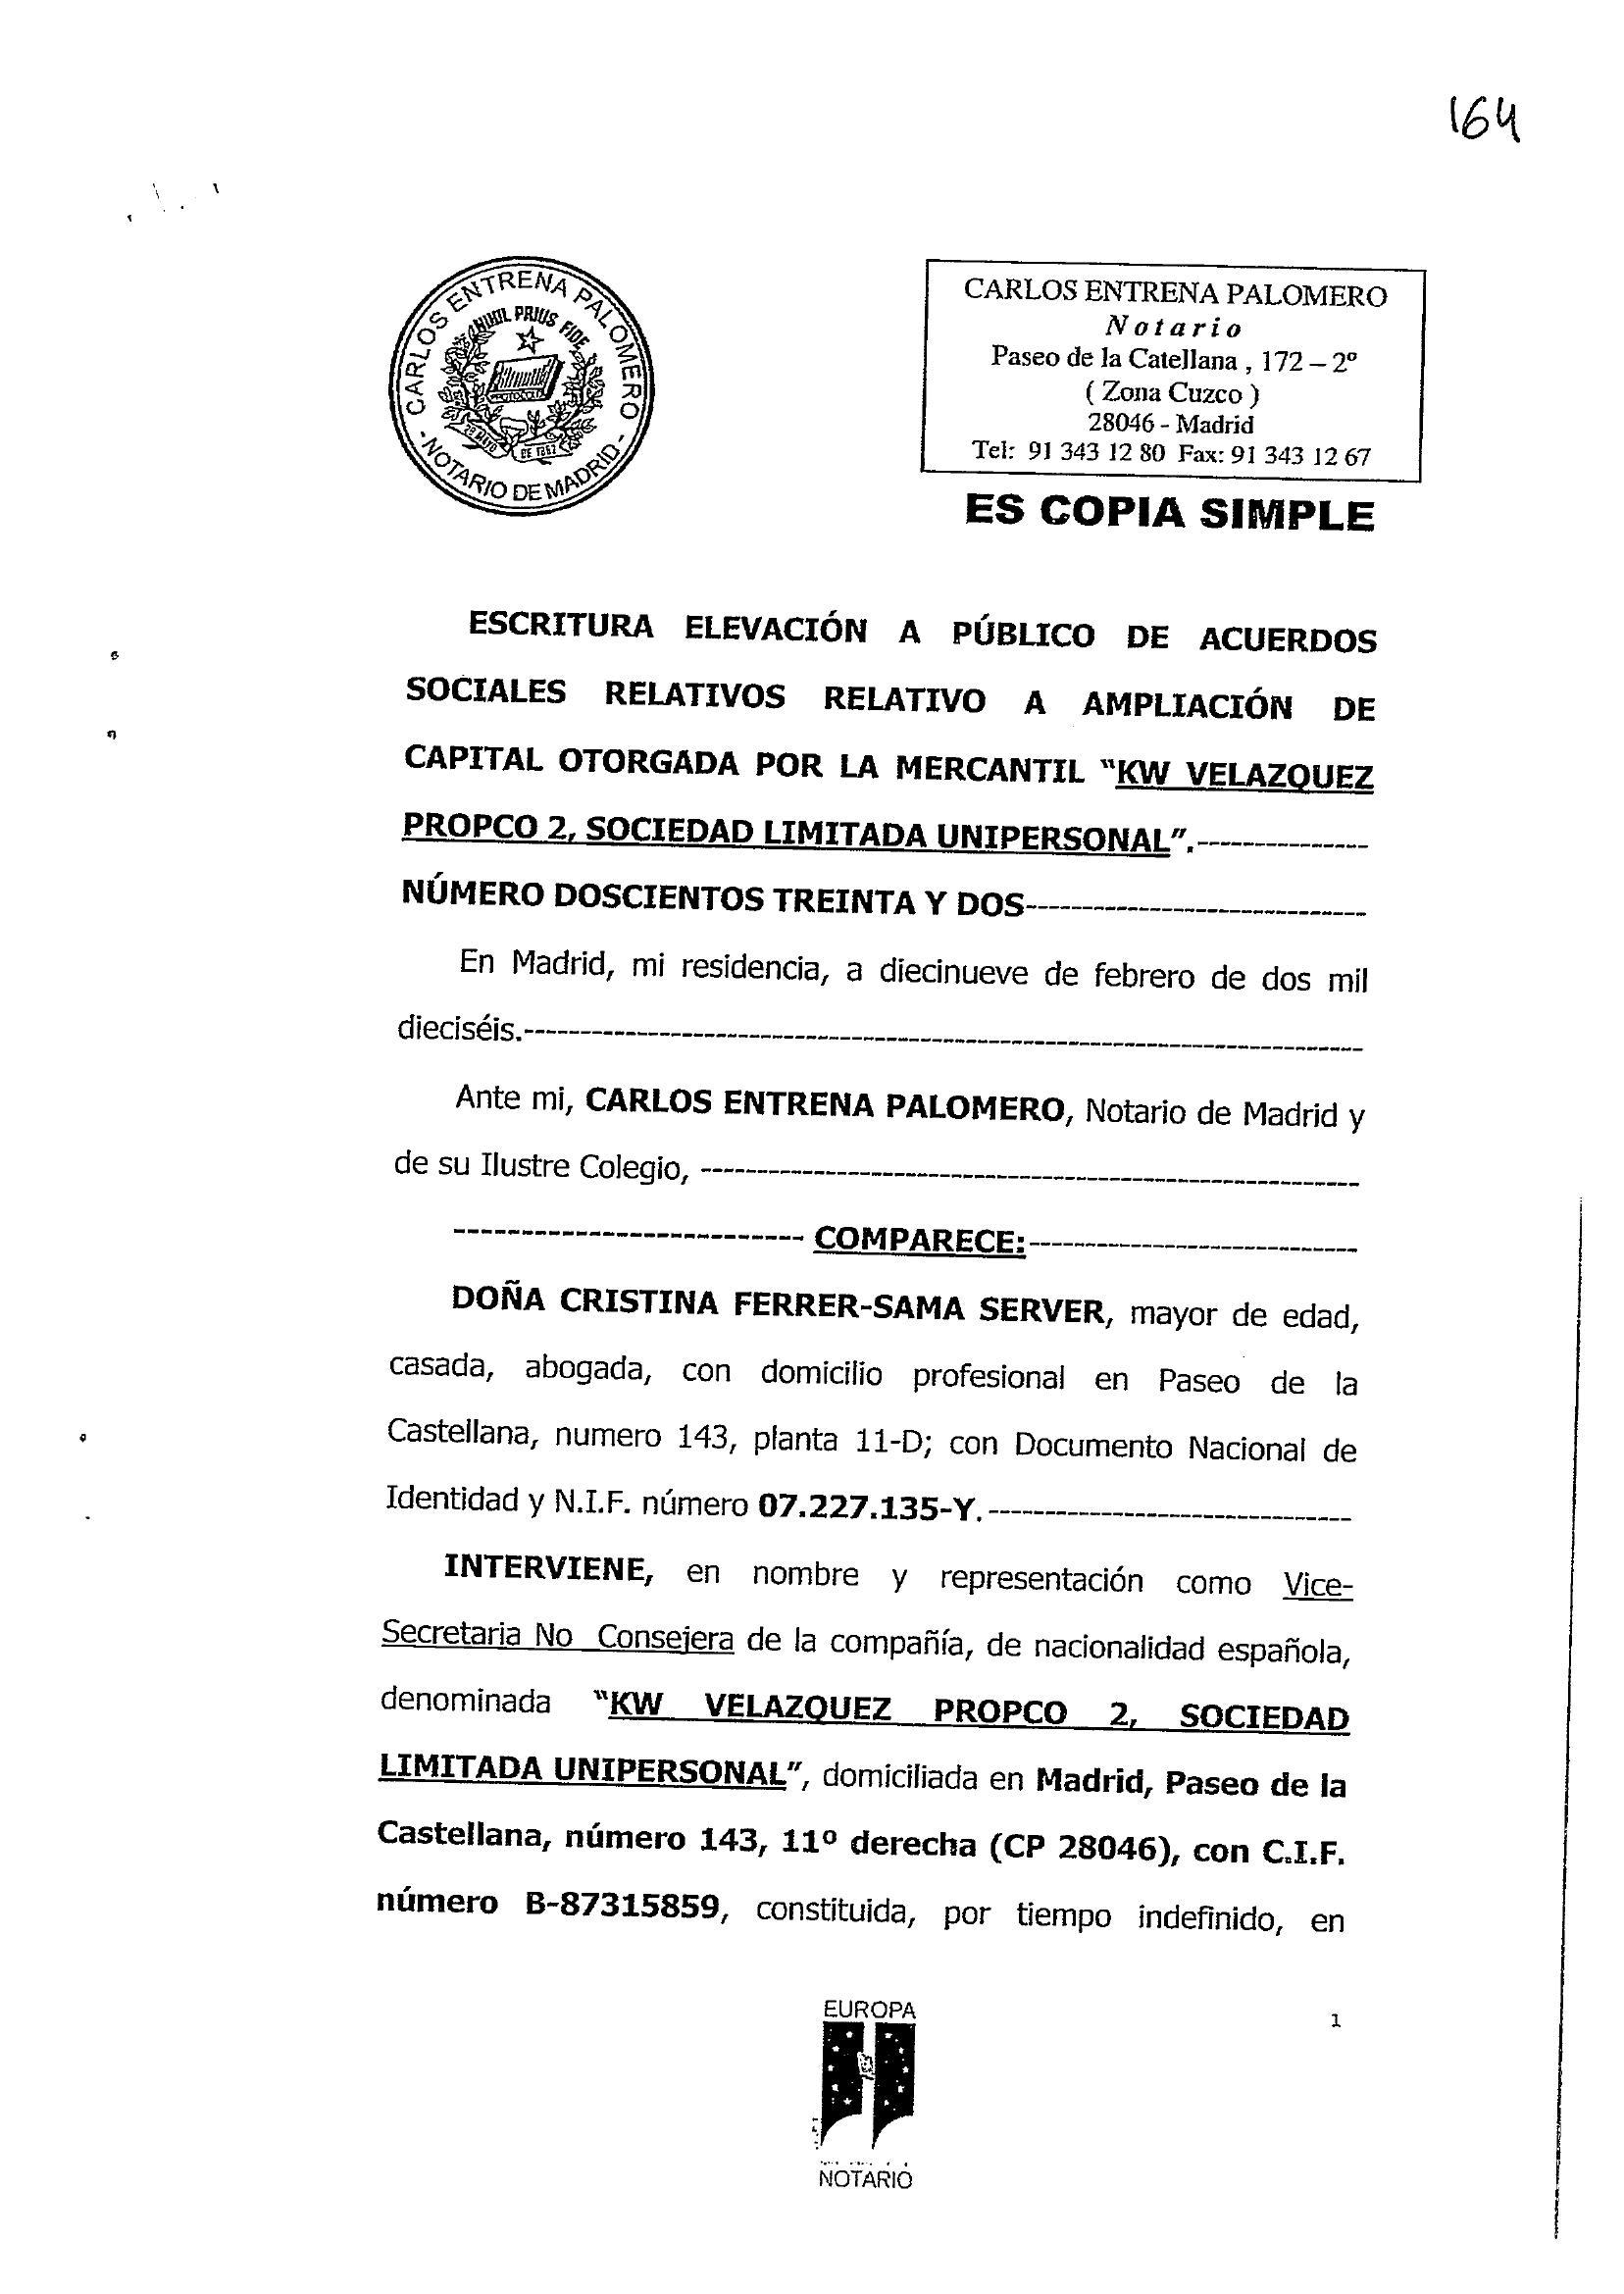 164
CARLOS ENTRENA PALOMERO
NIHIL PRIUS FIDE
- NOTARIO DE MADRID -
CARLOS ENTRENA PALOMERO
Notario
Paseo de la Catellana , 172 – 2º
( Zona Cuzco )
28046 - Madrid
Tel: 91 343 12 80 Fax: 91 343 12 67
ES COPIA SIMPLE
ESCRITURA ELEVACIÓN A PÚBLICO DE ACUERDOS
SOCIALES RELATIVOS RELATIVO A AMPLIACIÓN DE
CAPITAL OTORGADA POR LA MERCANTIL "KW VELAZQUEZ
PROPCO 2, SOCIEDAD LIMITADA UNIPERSONAL".---------------
NÚMERO DOSCIENTOS TREINTA Y DOS------------------------------
En Madrid, mi residencia, a diecinueve de febrero de dos mil
dieciséis.--------------------------------------------------------------------------
Ante mi, CARLOS ENTRENA PALOMERO, Notario de Madrid y
de su Ilustre Colegio, ----------------------------------------------------------
-------------------------- COMPARECE:-----------------------------
DOÑA CRISTINA FERRER-SAMA SERVER, mayor de edad,
casada, abogada, con domicilio profesional en Paseo de la
Castellana, numero 143, planta 11-D; con Documento Nacional de
Identidad y N.I.F. número 07.227.135-Y.--------------------------------
INTERVIENE, en nombre y representación como Vice-
Secretaria No Consejera de la compañía, de nacionalidad española,
denominada "KW VELAZQUEZ PROPCO 2, SOCIEDAD
LIMITADA UNIPERSONAL", domiciliada en Madrid, Paseo de la
Castellana, número 143, 11º derecha (CP 28046), con C.I.F.
número B-87315859, constituida, por tiempo indefinido, en
EUROPA
NOTARIO
1